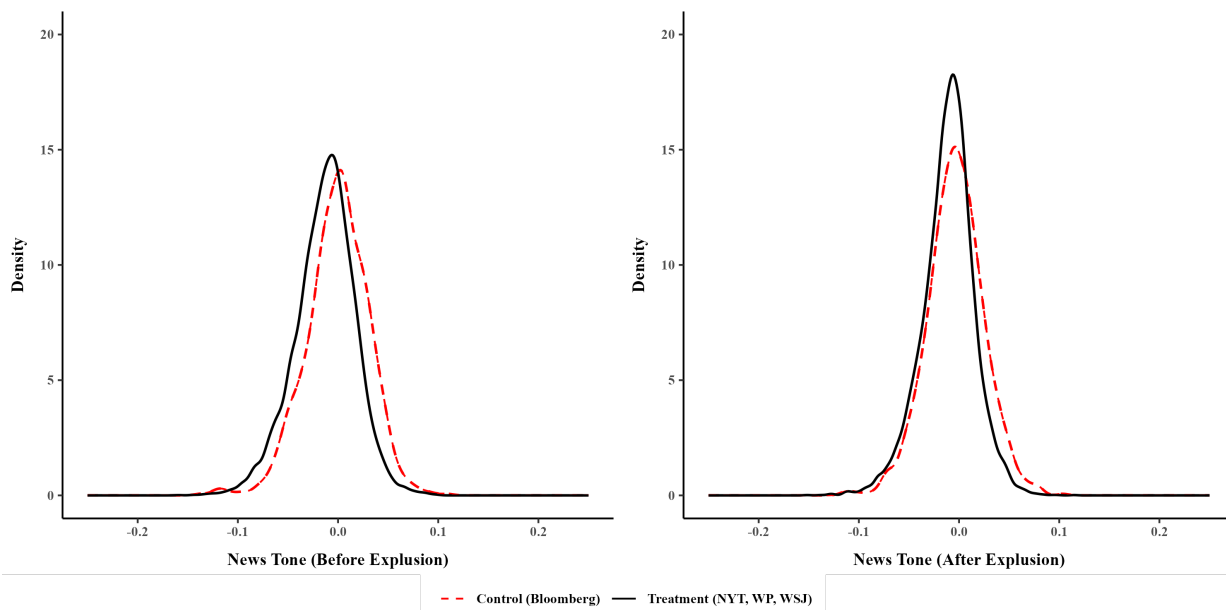 20
15
10
5
0
Density
-0.2 -0.1 0.0 0.1 0.2
News Tone (Before Explusion)
20
15
10
5
0
Density
-0.2 -0.1 0.0 0.1 0.2
News Tone (After Explusion)
Control (Bloomberg) Treatment (NYT, WP, WSJ)